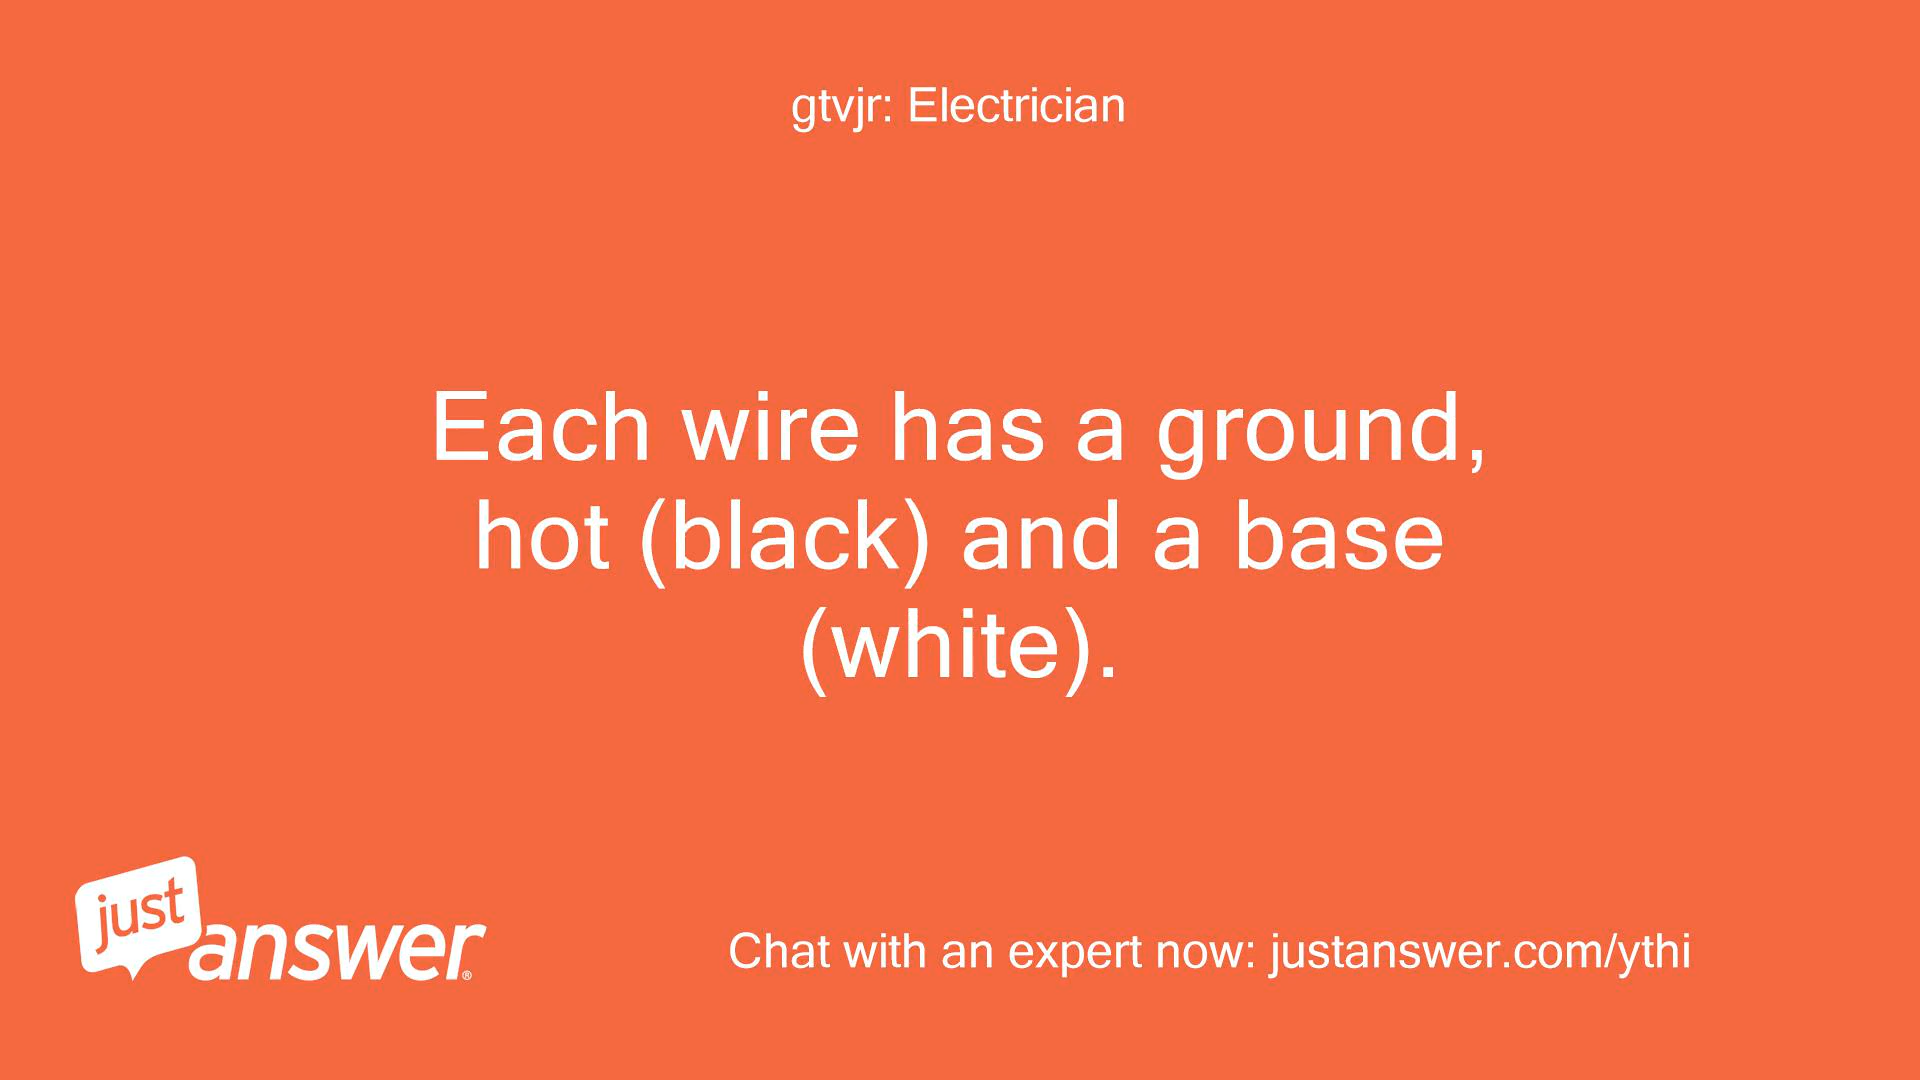 gtvjr: Electrician
Each wire has a ground,
hot (black) and a base
(white).
just
answer®
Chat with an expert now: justanswer.com/ythi